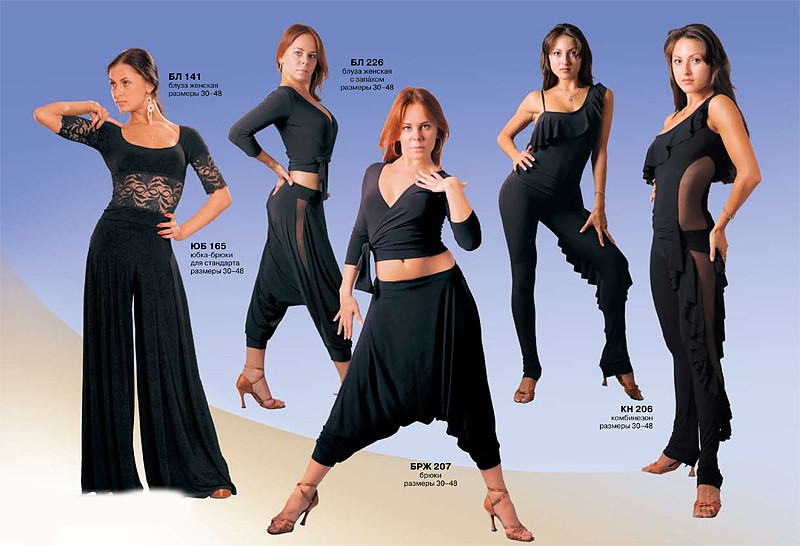 БЛ 141
блуза женская
размеры 30–48
БЛ 226
блуза женская
с запахом
размеры 30–48
ЮБ 165
юбка-брюки
для стандарта
размеры 30–48
БРЖ 207
брюки
размеры 30–48
КН 206
комбинезон
размеры 30–48